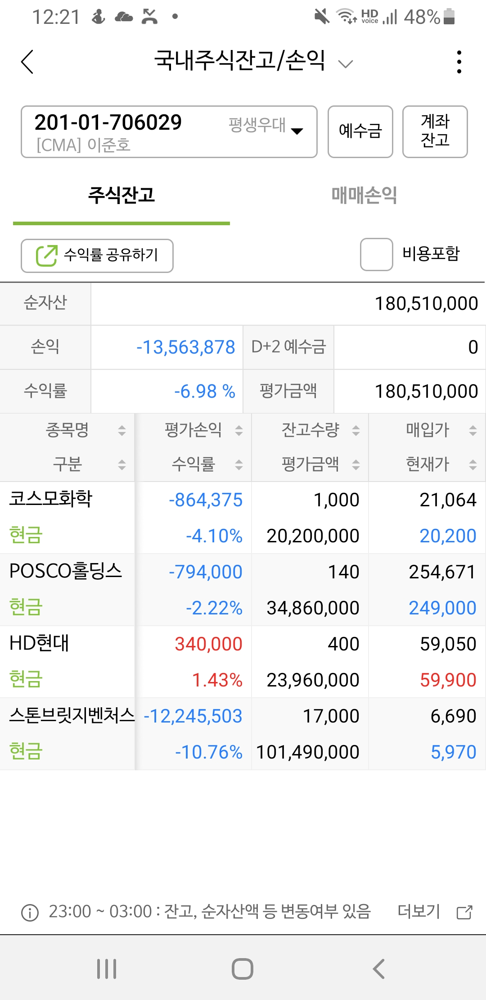 12:21 HD voice 48%
국내주식잔고/손익
201-01-706029 평생우대
[CMA] 이준호
예수금
계좌
잔고
주식잔고 매매손익
수익률 공유하기 비용포함
순자산 180,510,000
손익 -13,563,878 D+2 예수금 0
수익률 -6.98 % 평가금액 180,510,000
종목명 평가손익 잔고수량 매입가
구분 수익률 평가금액 현재가
코스모화학 -864,375 1,000 21,064
현금 -4.10% 20,200,000 20,200
POSCO홀딩스 -794,000 140 254,671
현금 -2.22% 34,860,000 249,000
HD현대 340,000 400 59,050
현금 1.43% 23,960,000 59,900
스톤브릿지벤처스 -12,245,503 17,000 6,690
현금 -10.76% 101,490,000 5,970
23:00 ~ 03:00 : 잔고, 순자산액 등 변동여부 있음 더보기